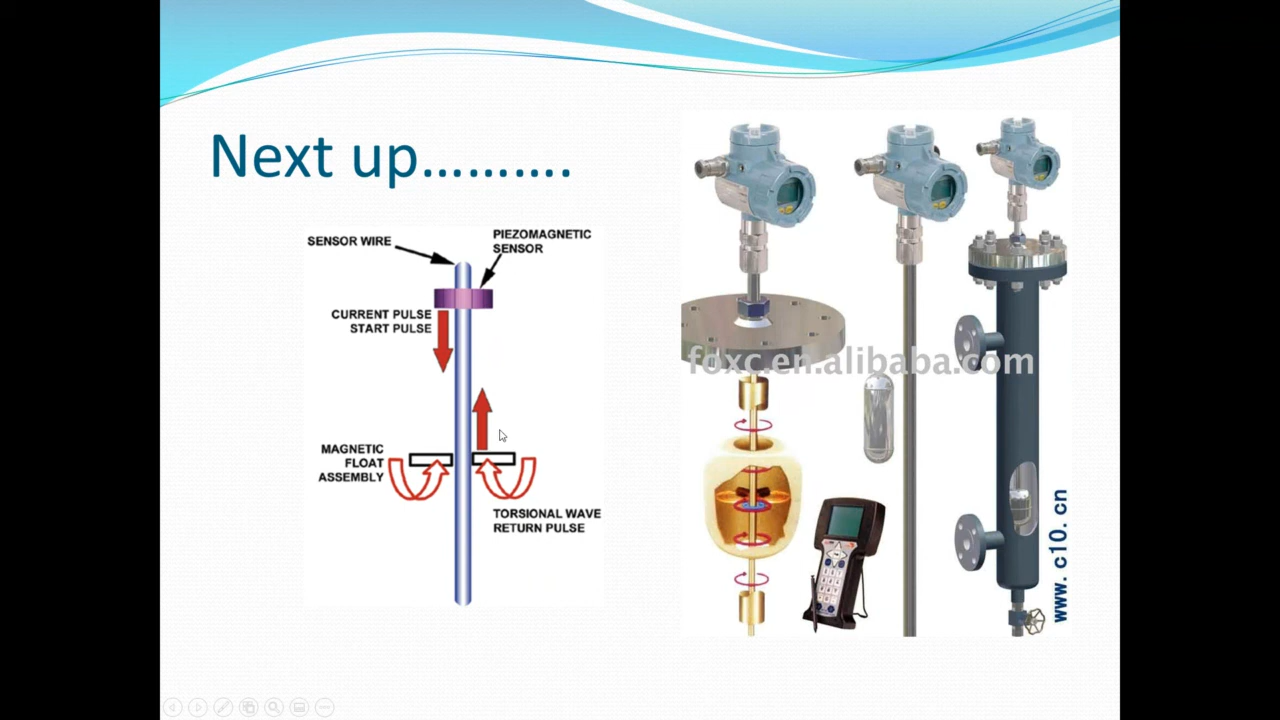 Next up……….
SENSOR WIRE
PIEZOMAGNETIC
SENSOR
CURRENT PULSE
START PULSE
MAGNETIC
FLOAT
ASSEMBLY
TORSIONAL WAVE
RETURN PULSE
foxc.en.alibaba.com
www.c10.cn